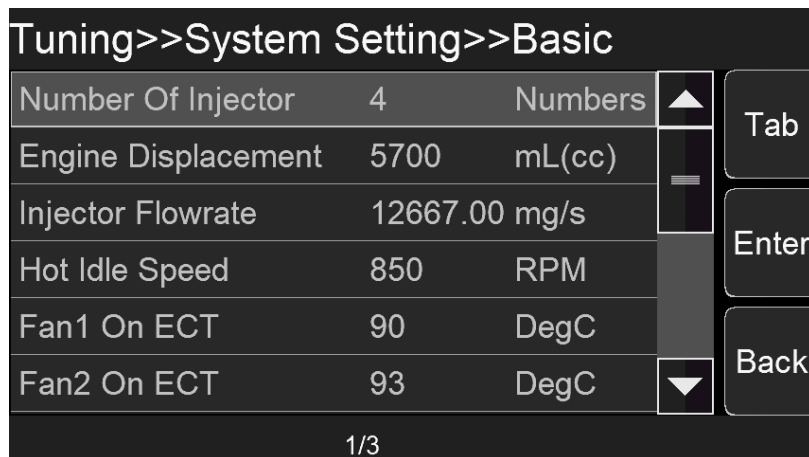 Tuning>>System Setting>>Basic
Number Of Injector 4 Numbers
Engine Displacement 5700 mL(cc)
Injector Flowrate 12667.00 mg/s
Hot Idle Speed 850 RPM
Fan1 On ECT 90 DegC
Fan2 On ECT 93 DegC
Tab
Enter
Back
1/3